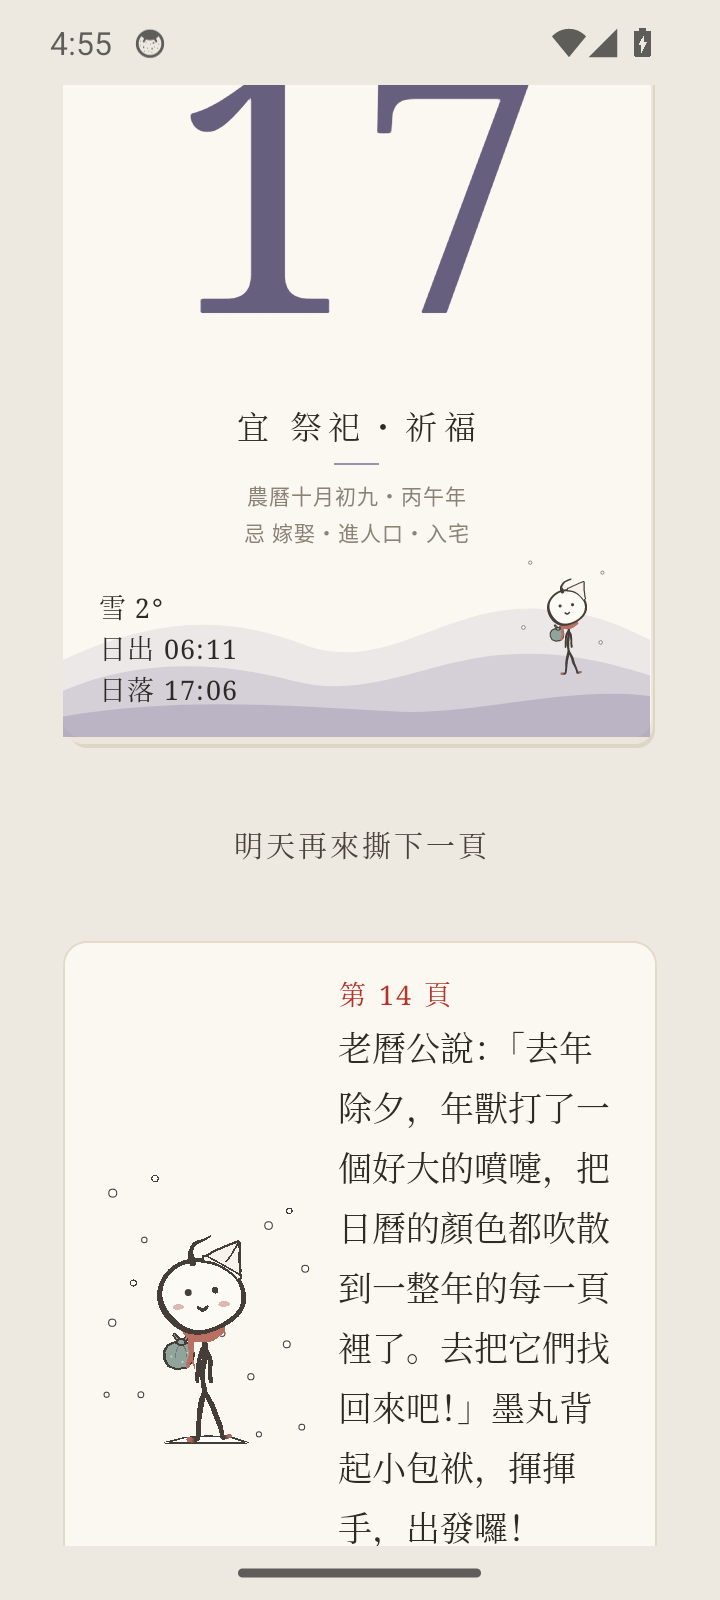 4:55
17
宜 祭祀・祈福
農曆十月初九・丙午年
忌 嫁娶・進人口・入宅
雪 2°
日出 06:11
日落 17:06
明天再來撕下一頁
第 14 頁
老曆公說：「去年
除夕，年獸打了一
個好大的噴嚏，把
日曆的顏色都吹散
到一整年的每一頁
裡了。去把它們找
回來吧！」墨丸背
起小包袱，揮揮
手，出發囉！